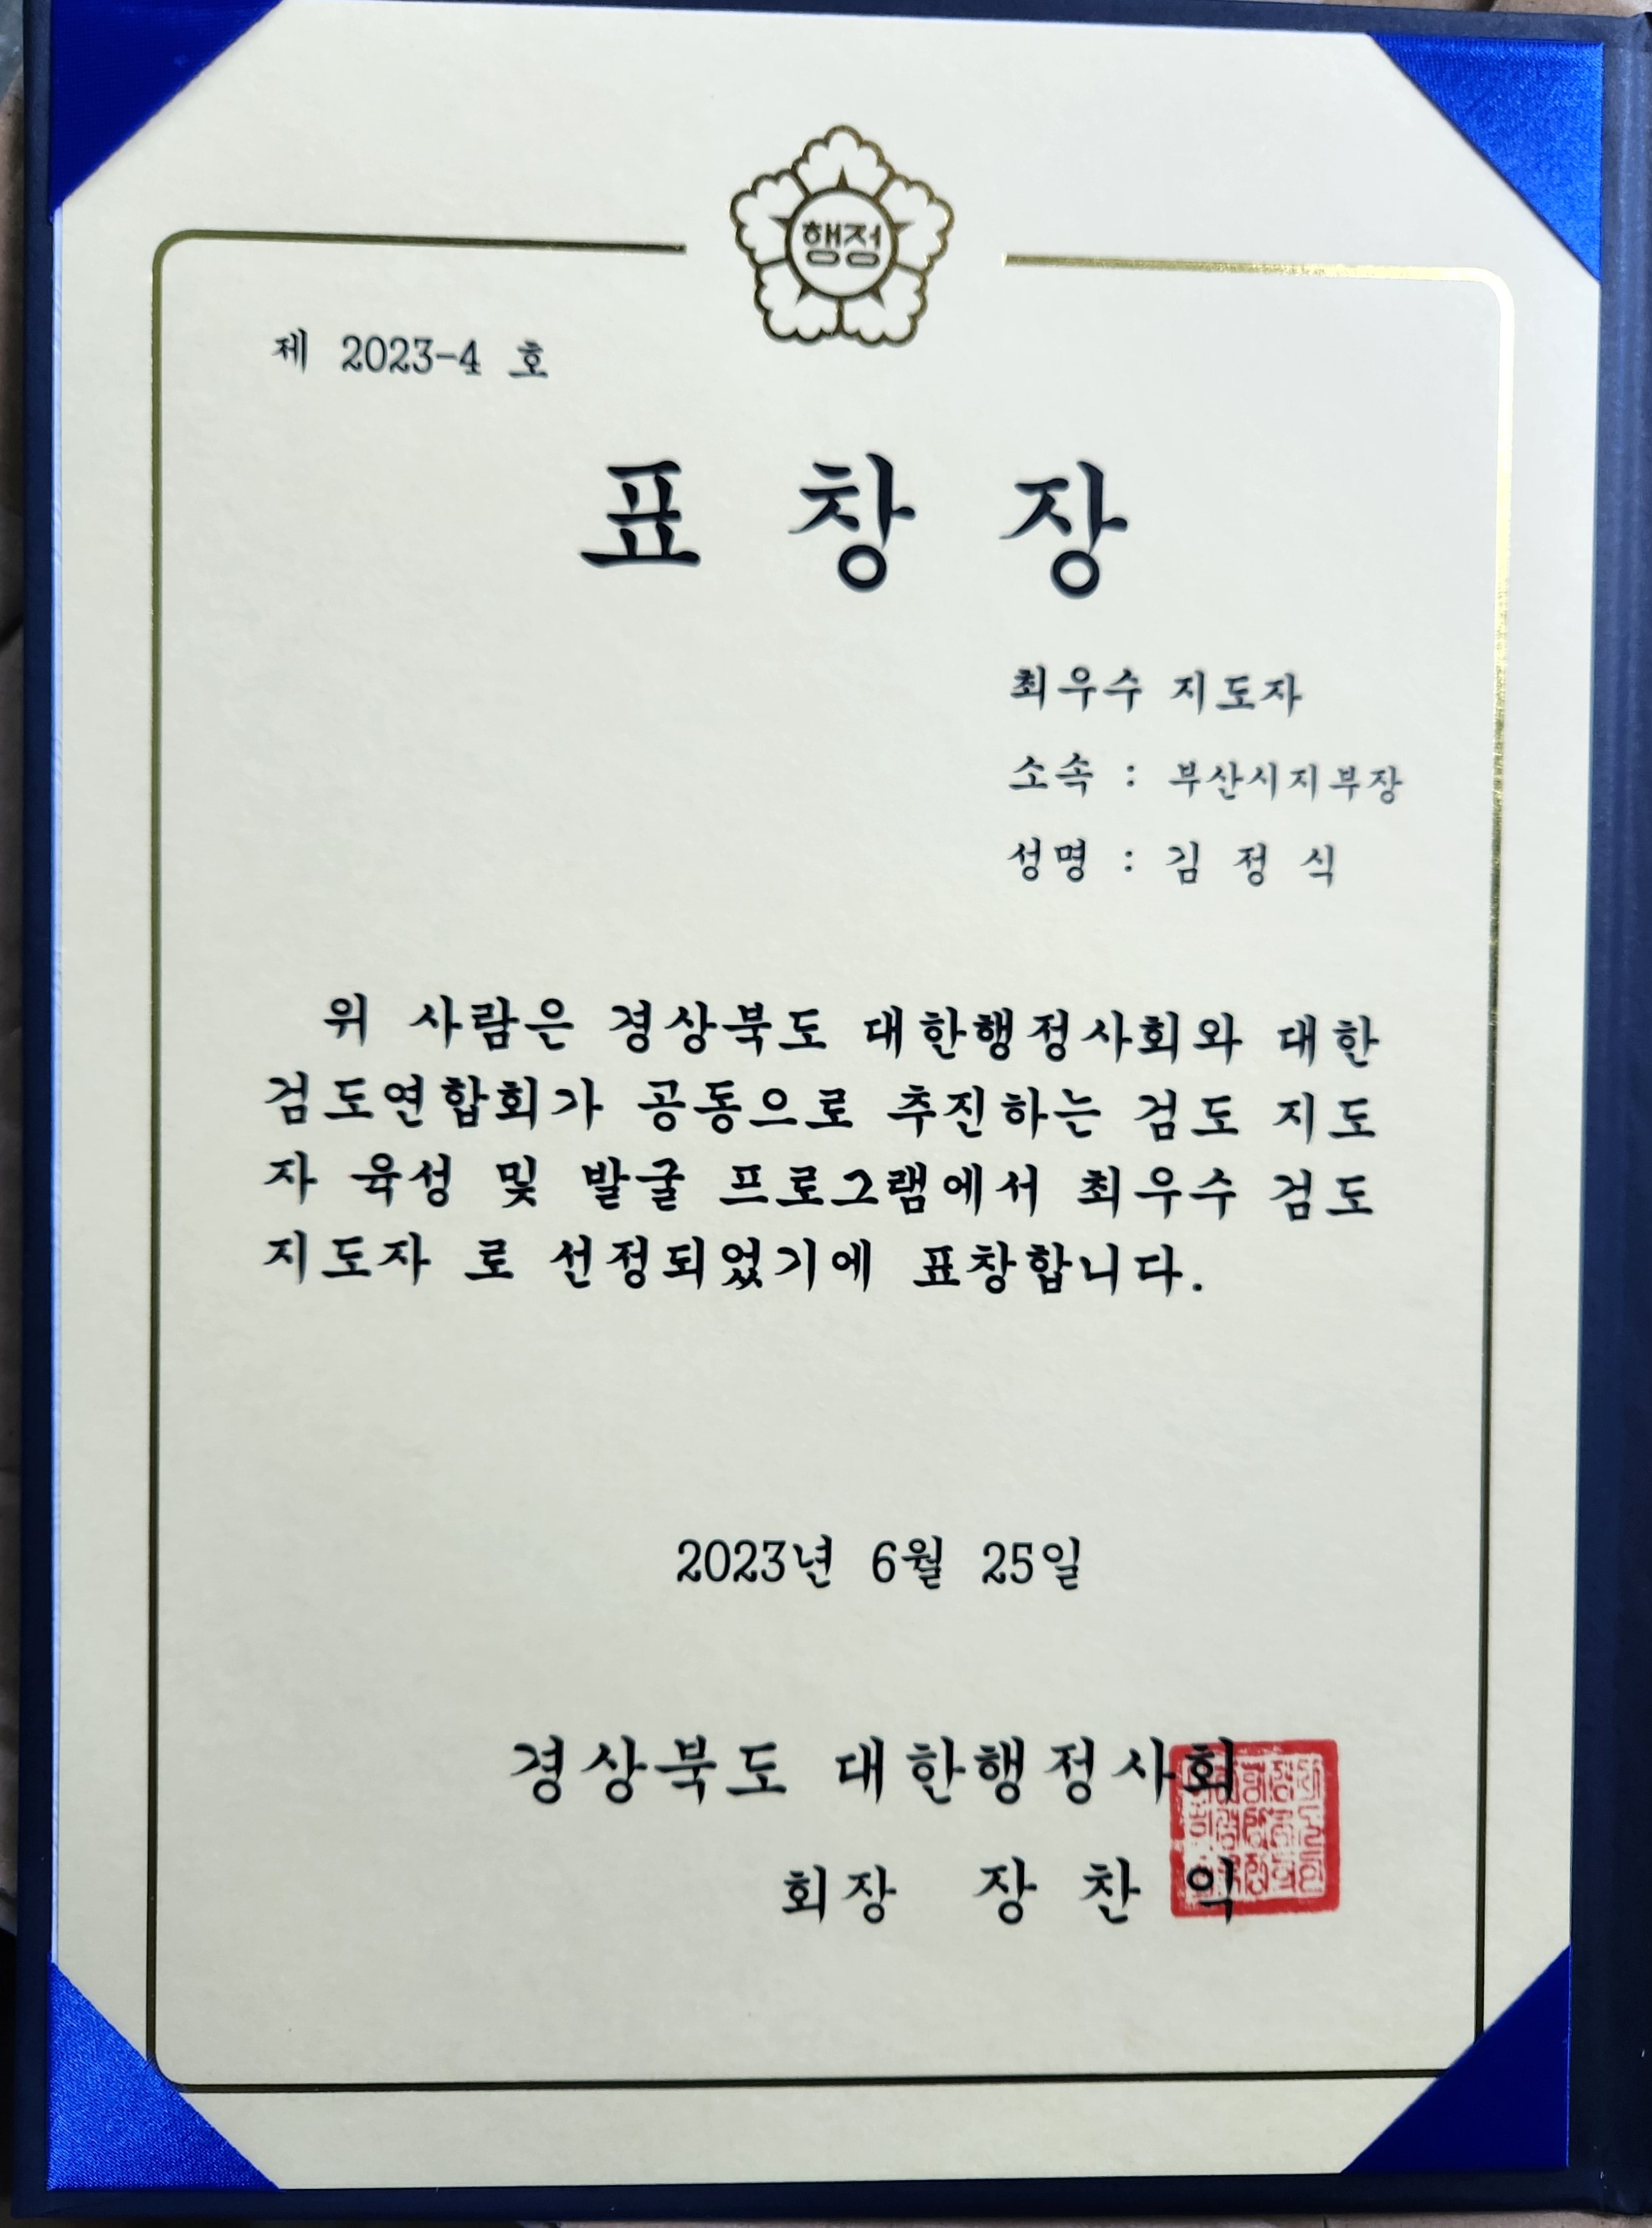 행정
제 2023-4 호
표 창 장
최우수 지도자
소속 : 부산시지부장
성명 : 김 정 식
위 사람은 경상북도 대한행정사회와 대한
검도연합회가 공동으로 추진하는 검도 지도
자 육성 및 발굴 프로그램에서 최우수 검도
지도자 로 선정되었기에 표창합니다.
2023년 6월 25일
경상북도 대한행정사회
회장 장 찬 익